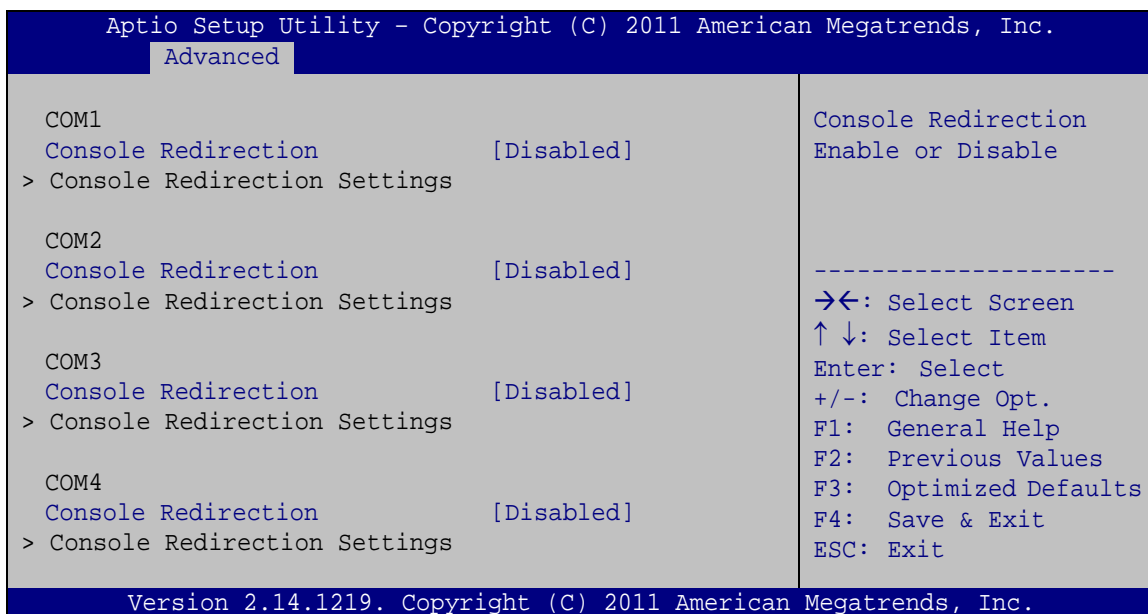 Aptio Setup Utility – Copyright (C) 2011 American Megatrends, Inc.
Advanced
COM1
Console Redirection [Disabled]
> Console Redirection Settings
COM2
Console Redirection [Disabled]
> Console Redirection Settings
COM3
Console Redirection [Disabled]
> Console Redirection Settings
COM4
Console Redirection [Disabled]
> Console Redirection Settings
Console Redirection
Enable or Disable
---------------------
→←: Select Screen
↑ ↓: Select Item
Enter: Select
+/-: Change Opt.
F1: General Help
F2: Previous Values
F3: Optimized Defaults
F4: Save & Exit
ESC: Exit
Version 2.14.1219. Copyright (C) 2011 American Megatrends, Inc.